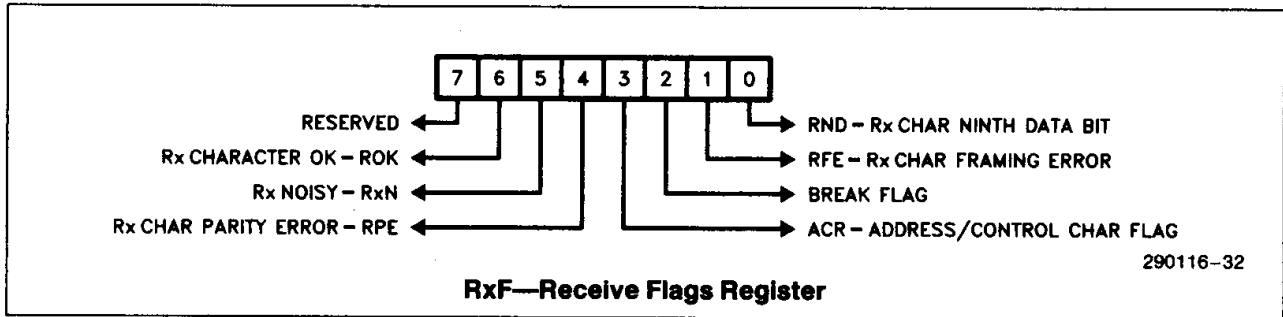 7 6 5 4 3 2 1 0
RESERVED
Rx CHARACTER OK – ROK
Rx NOISY – RxN
Rx CHAR PARITY ERROR – RPE
RND – Rx CHAR NINTH DATA BIT
RFE – Rx CHAR FRAMING ERROR
BREAK FLAG
ACR – ADDRESS/CONTROL CHAR FLAG
290116–32
RxF—Receive Flags Register